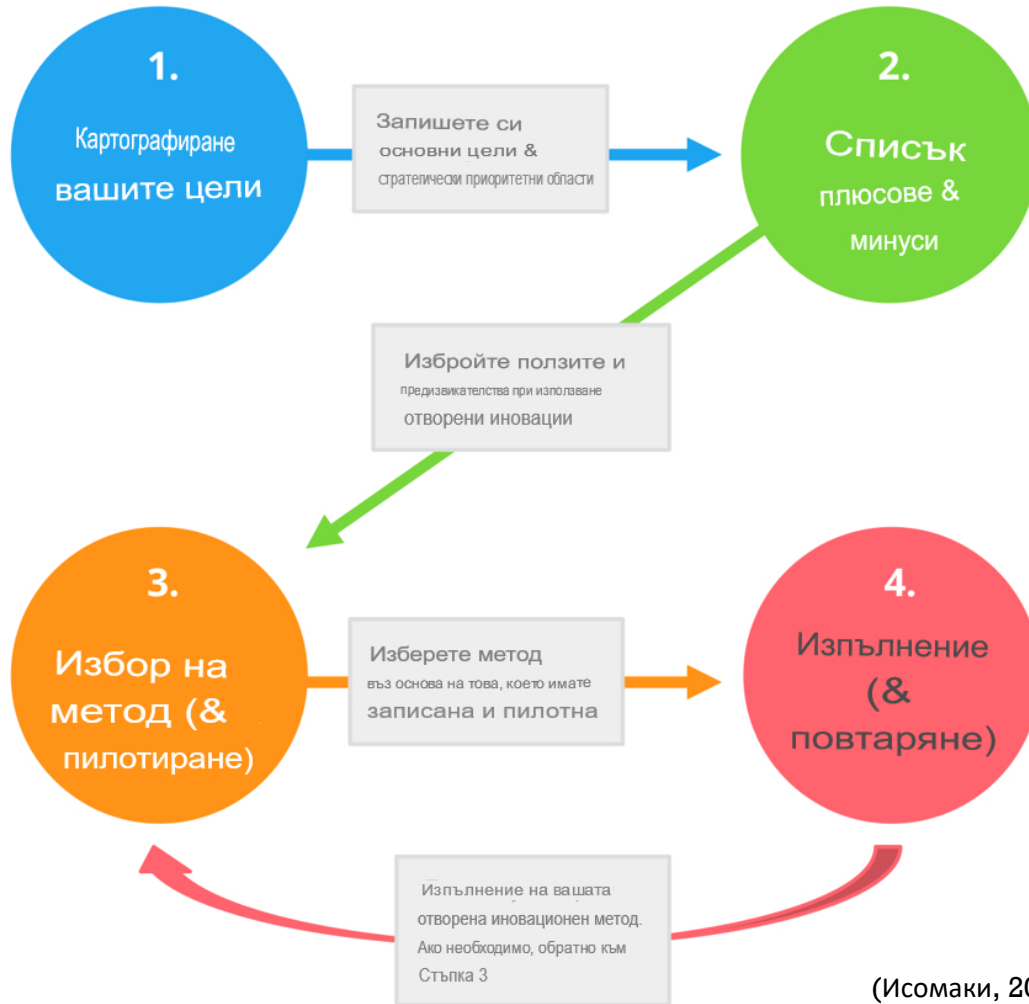 1.
Картографиране
вашите цели
Запишете си
основни цели &
стратегически приоритетни области
2.
Списък
плюсове &
минуси
Избройте ползите и
предизвикателства при използване
отворени иновации
3.
Избор на
метод (&
пилотиране)
Изберете метод
въз основа на това, което имате
записана и пилотна
4.
Изпълнение
(&
повтаряне)
Изпълнение на вашата
отворена иновационен метод.
Ако необходимо, обратно към
Стъпка 3
(Исомаки, 20